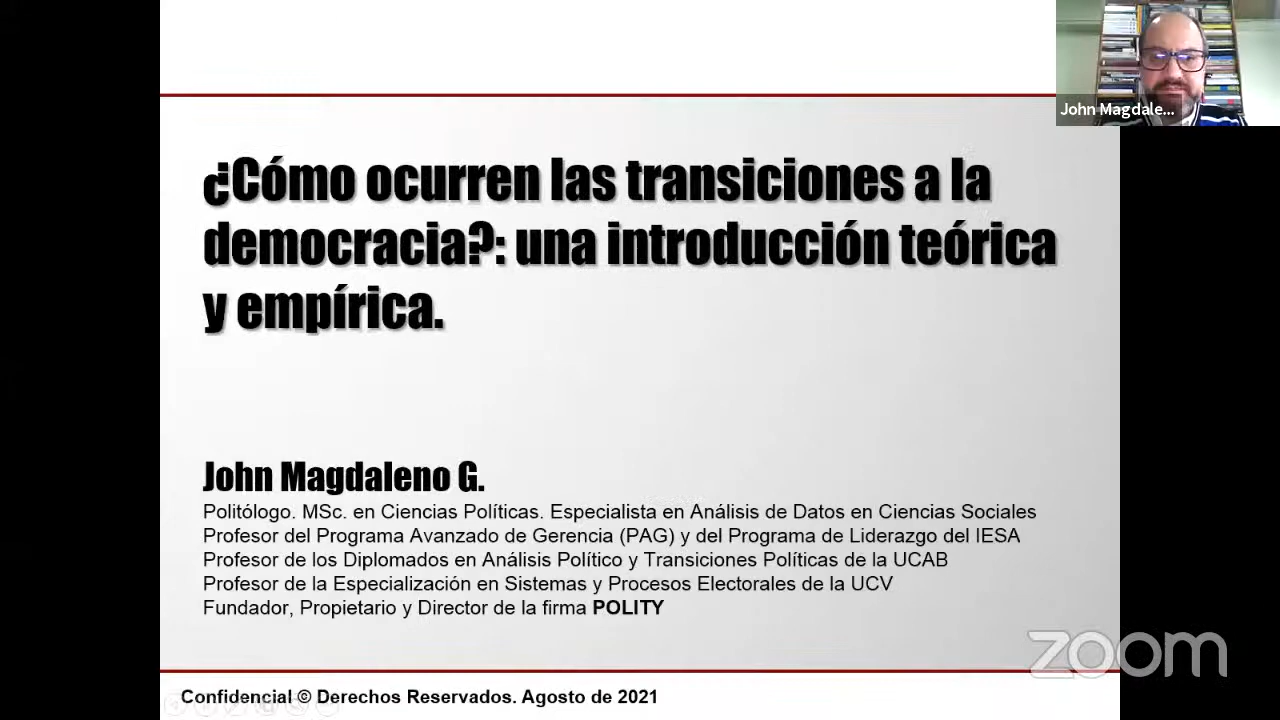 John Magdale...
¿Cómo ocurren las transiciones a la
democracia?: una introducción teórica
y empírica.
John Magdaleno G.
Politólogo. MSc. en Ciencias Políticas. Especialista en Análisis de Datos en Ciencias Sociales
Profesor del Programa Avanzado de Gerencia (PAG) y del Programa de Liderazgo del IESA
Profesor de los Diplomados en Análisis Político y Transiciones Políticas de la UCAB
Profesor de la Especialización en Sistemas y Procesos Electorales de la UCV
Fundador, Propietario y Director de la firma POLITY
zoom
Confidencial © Derechos Reservados. Agosto de 2021